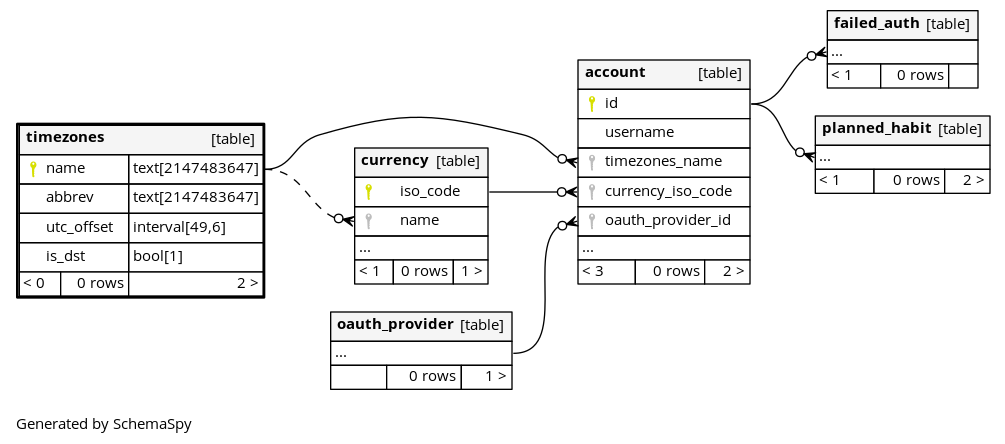 timezones [table]
name text[2147483647]
abbrev text[2147483647]
utc_offset interval[49,6]
is_dst bool[1]
< 0 0 rows 2 >
currency [table]
iso_code
name
...
< 1 0 rows 1 >
oauth_provider [table]
...
0 rows 1 >
account [table]
id
username
timezones_name
currency_iso_code
oauth_provider_id
...
< 3 0 rows 2 >
failed_auth [table]
...
< 1 0 rows
planned_habit [table]
...
< 1 0 rows 2 >
Generated by SchemaSpy